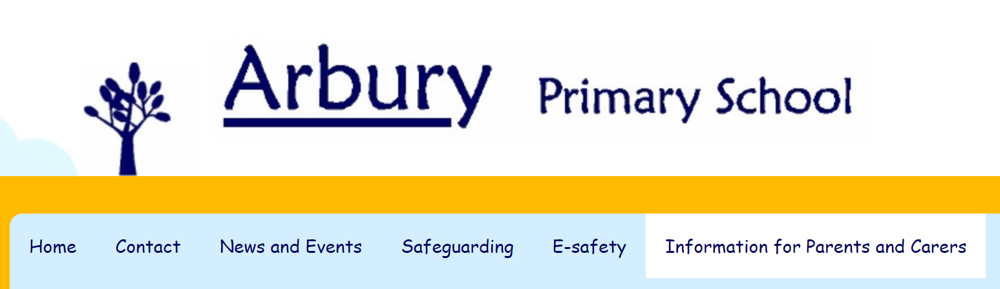 Arbury Primary School
Home Contact News and Events Safeguarding E-safety Information for Parents and Carers